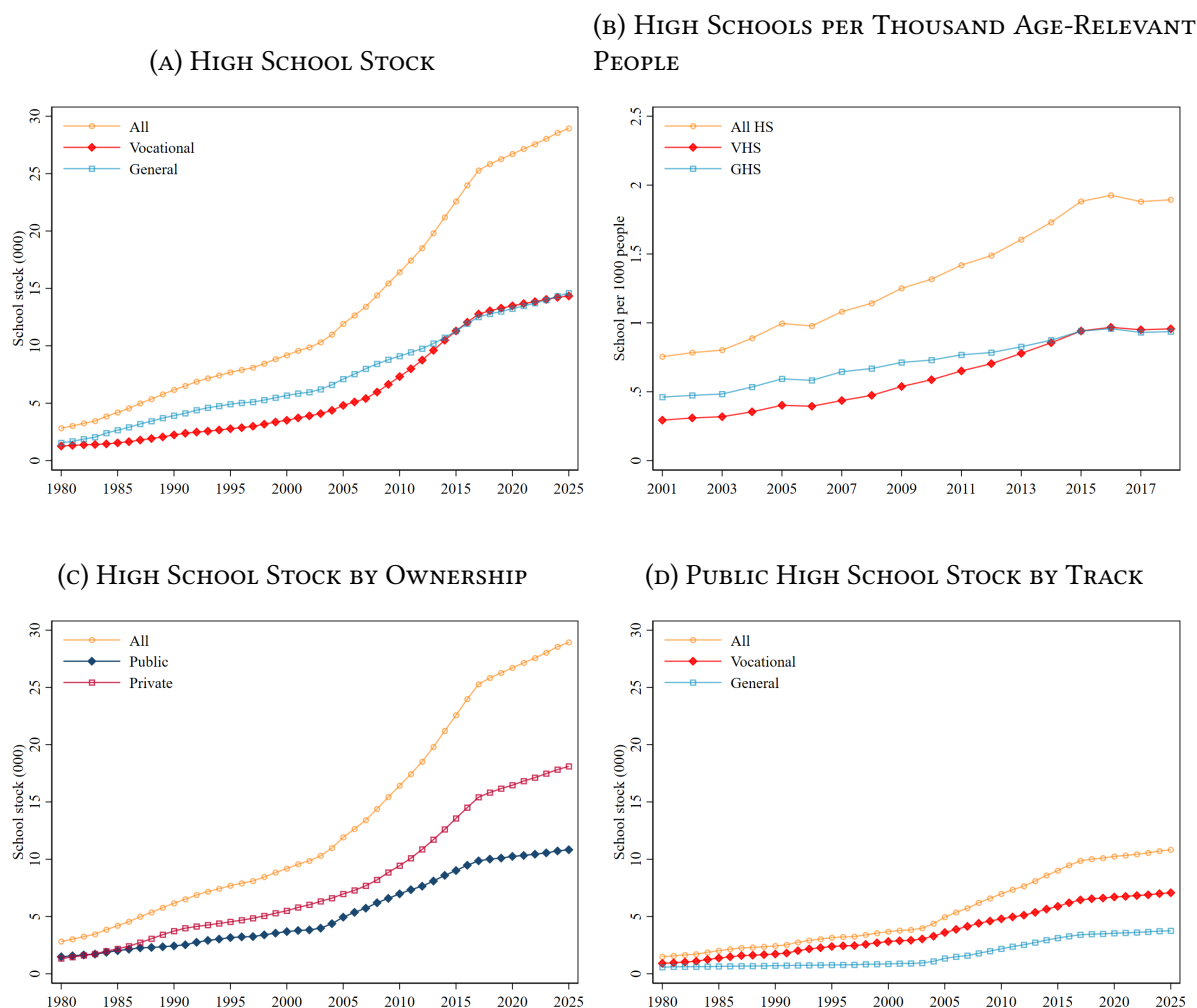 (A) High School Stock
(B) High Schools per Thousand Age-Relevant
People
30
25
20
15
10
5
0
School stock (000)
All
Vocational
General
1980 1985 1990 1995 2000 2005 2010 2015 2020 2025
2.5
2
1.5
1
.5
0
School per 1000 people
All HS
VHS
GHS
2001 2003 2005 2007 2009 2011 2013 2015 2017
(C) High School Stock by Ownership
(D) Public High School Stock by Track
30
25
20
15
10
5
0
School stock (000)
All
Public
Private
1980 1985 1990 1995 2000 2005 2010 2015 2020 2025
30
25
20
15
10
5
0
School stock (000)
All
Vocational
General
1980 1985 1990 1995 2000 2005 2010 2015 2020 2025